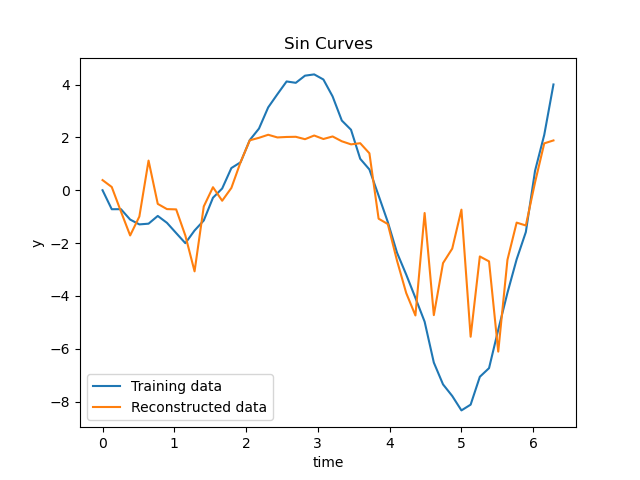 Sin Curves
4
2
0
−2
−4
−6
−8
y
Training data
Reconstructed data
0 1 2 3 4 5 6
time